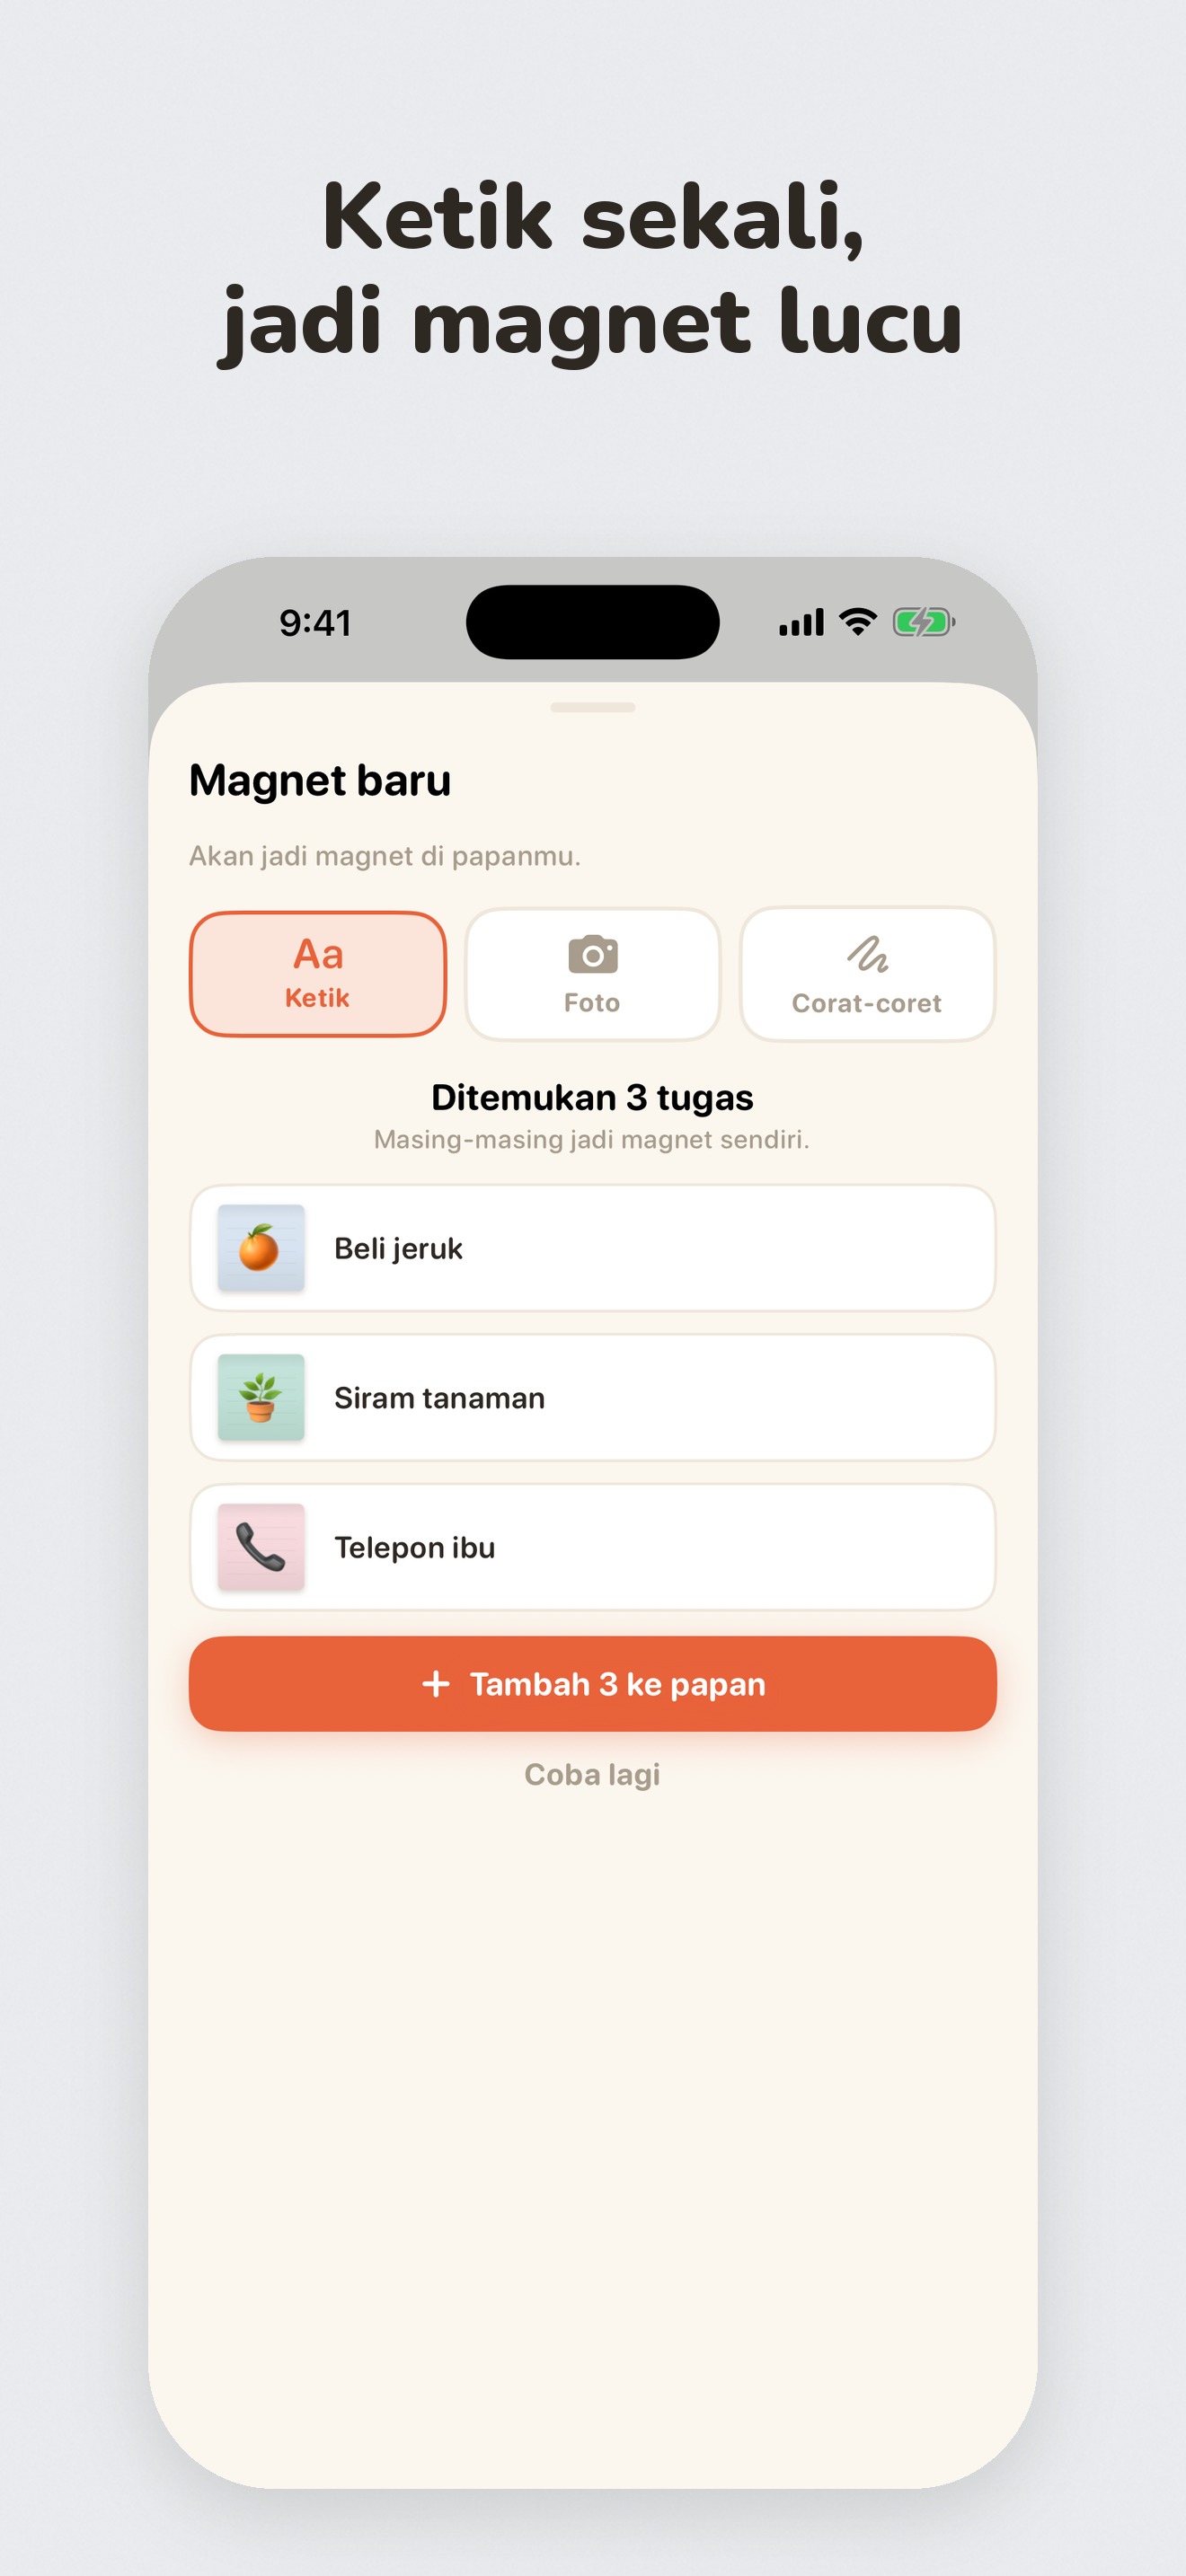 Ketik sekali,
jadi magnet lucu
9:41
Magnet baru
Akan jadi magnet di papanmu.
Aa
Ketik
Foto
Corat-coret
Ditemukan 3 tugas
Masing-masing jadi magnet sendiri.
Beli jeruk
Siram tanaman
Telepon ibu
+ Tambah 3 ke papan
Coba lagi